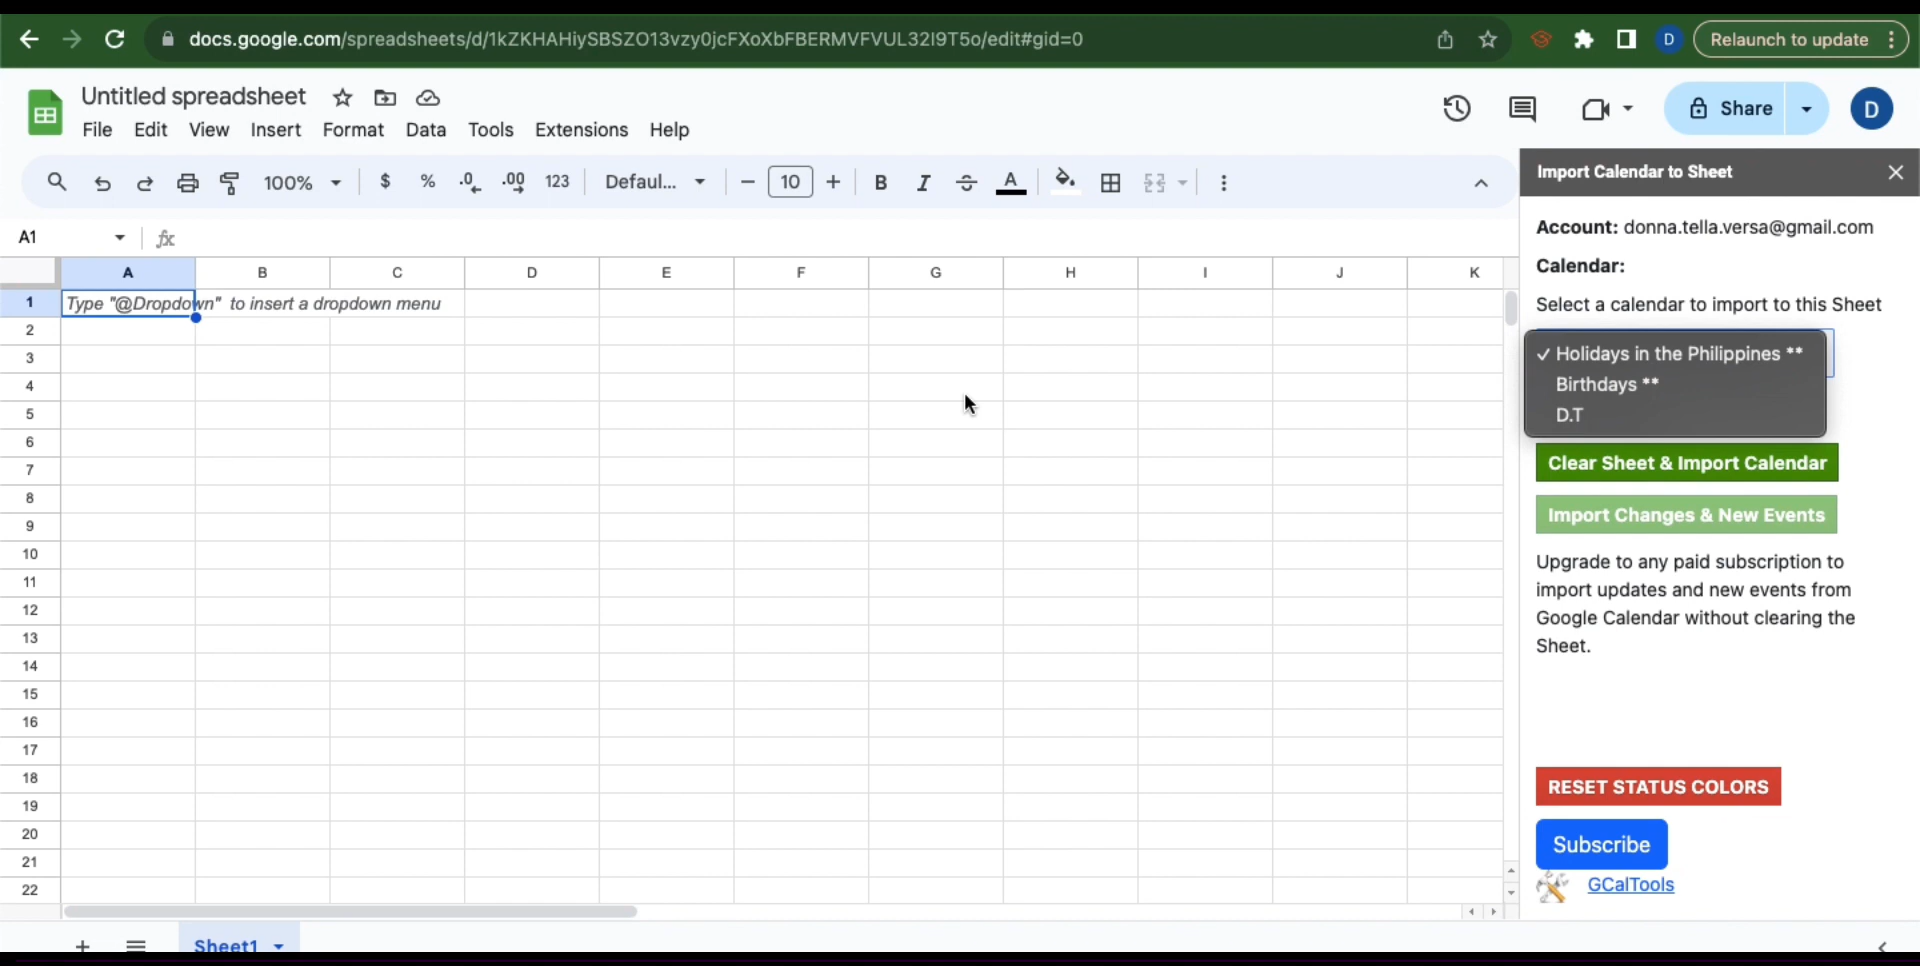 docs.google.com/spreadsheets/d/1kZKHAHiySBSZO13vzy0jcFXoXbFBERMVFVUL32I9T5o/edit#gid=0
D
Relaunch to update
Untitled spreadsheet
File Edit View Insert Format Data Tools Extensions Help
Share
D
100% $ % .0 .00 123 Defaul... 10 B I S A
A1 fx
A B C D E F G H I J K
1 Type "@Dropdown" to insert a dropdown menu
2
3
4
5
6
7
8
9
10
11
12
13
14
15
16
17
18
19
20
21
22
Sheet1
Import Calendar to Sheet
Account: donna.tella.versa@gmail.com
Calendar:
Select a calendar to import to this Sheet
✓ Holidays in the Philippines **
Birthdays **
D.T
Clear Sheet & Import Calendar
Import Changes & New Events
Upgrade to any paid subscription to
import updates and new events from
Google Calendar without clearing the
Sheet.
RESET STATUS COLORS
Subscribe
GCalTools